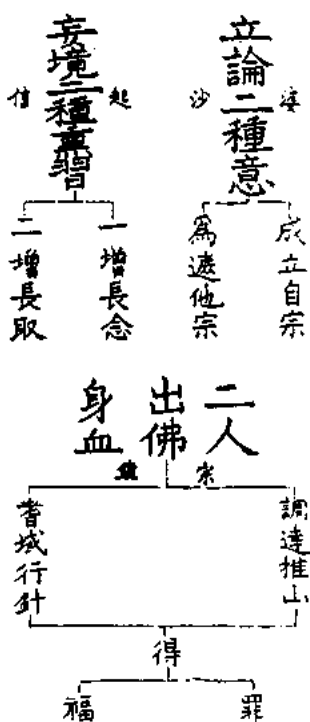 立論二種意
婆沙
成立自宗
為遮他宗
妄境二種熏習
起信
一增長念
二增長取
二人出佛身血
宗鏡
調達推山
耆域行針
得
罪
福